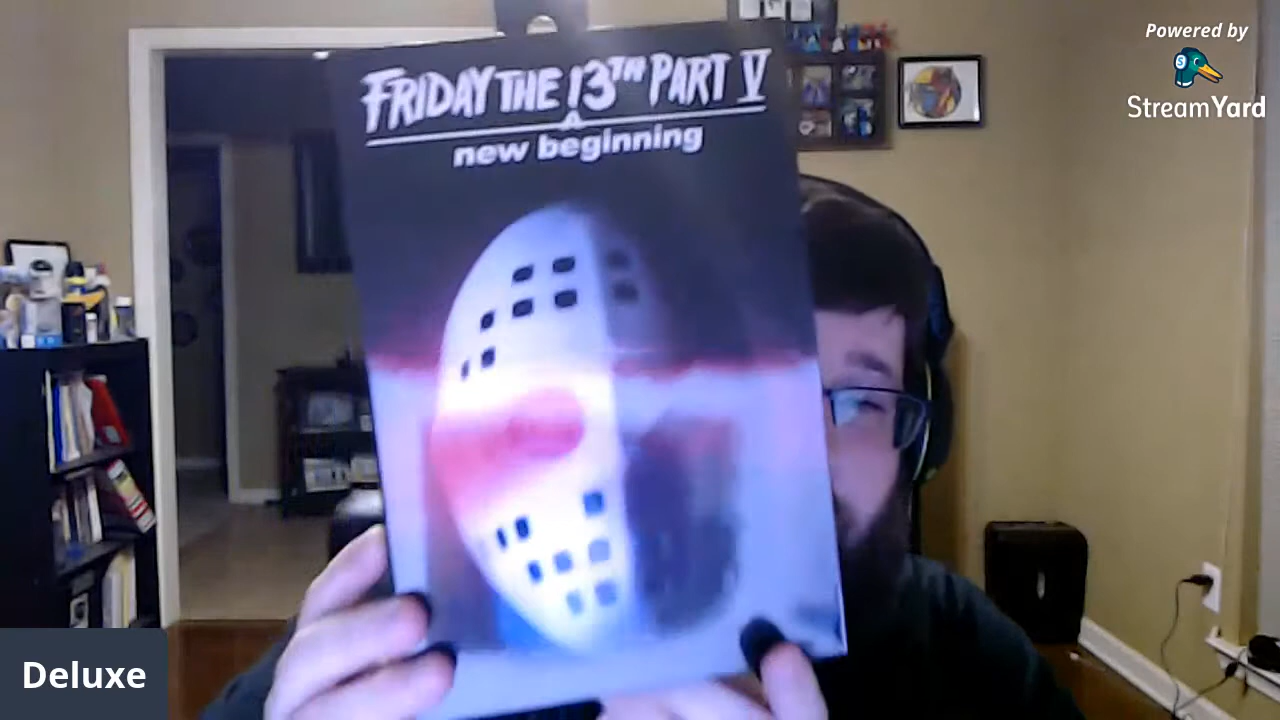 Powered by
StreamYard
FRIDAY THE 13TH PART V
A
new beginning
Deluxe